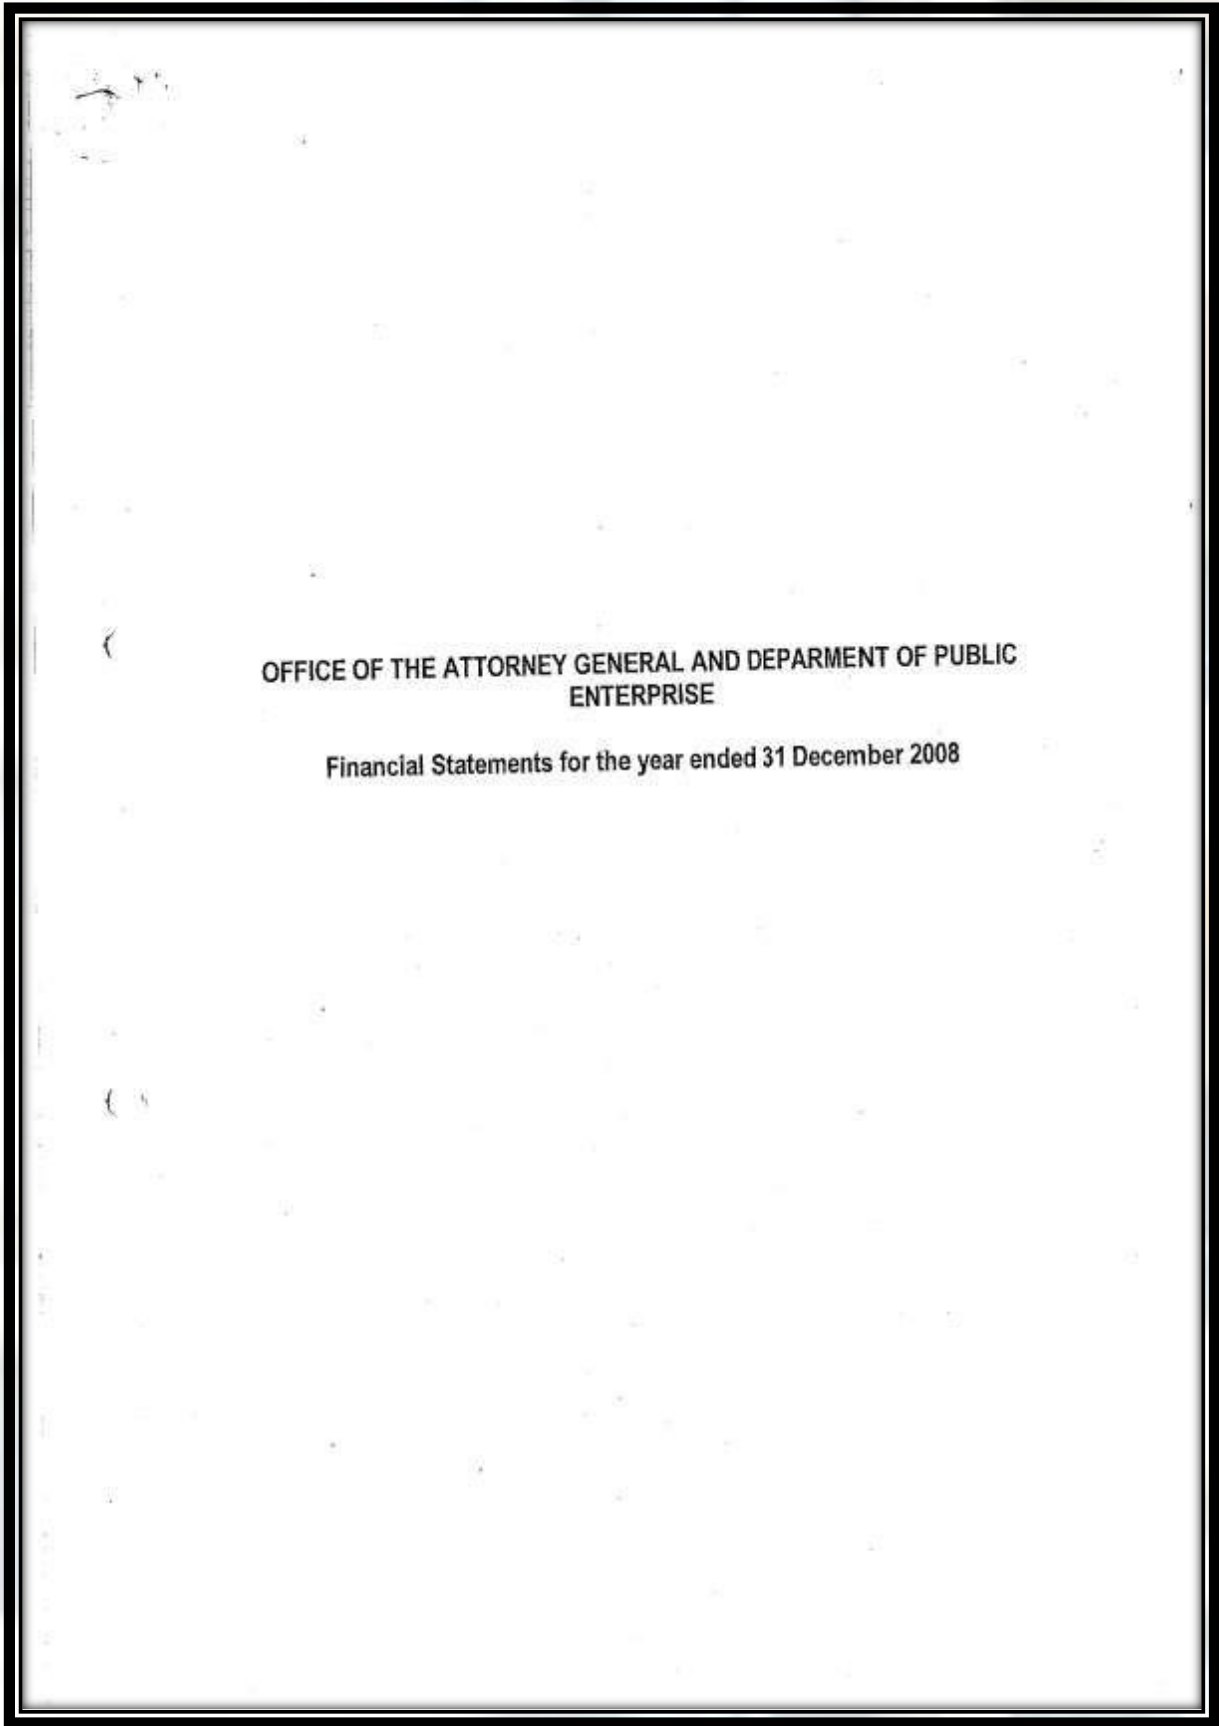 OFFICE OF THE ATTORNEY GENERAL AND DEPARMENT OF PUBLIC
ENTERPRISE
Financial Statements for the year ended 31 December 2008